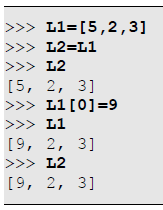 >>> L1=[5,2,3]
>>> L2=L1
>>> L2
[5, 2, 3]
>>> L1[0]=9
>>> L1
[9, 2, 3]
>>> L2
[9, 2, 3]